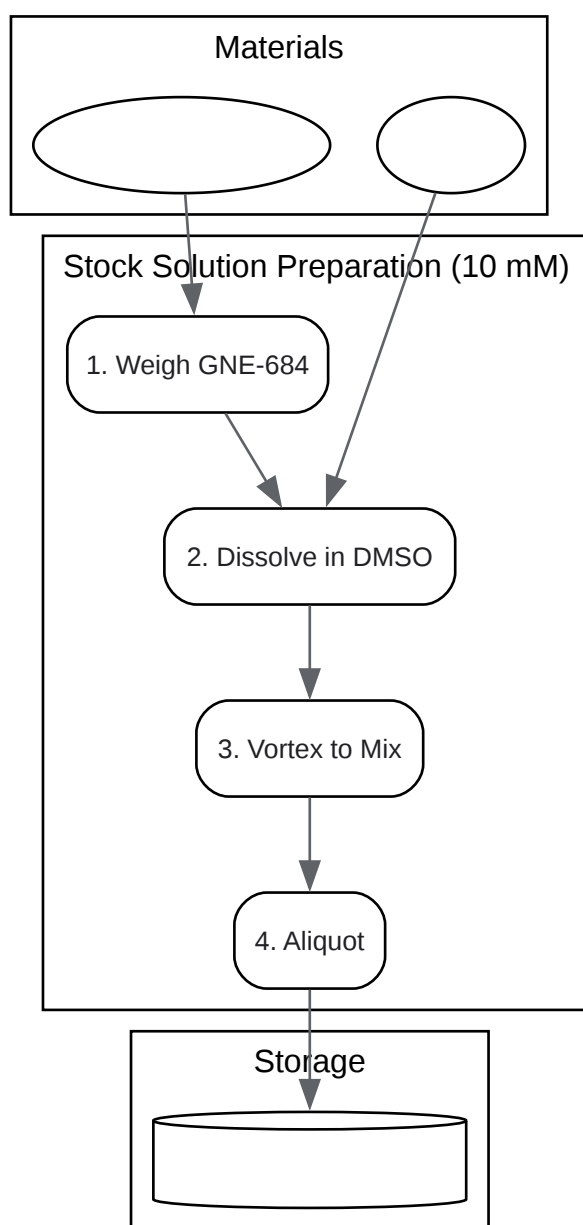 Materials
Stock Solution Preparation (10 mM)
1. Weigh GNE-684
2. Dissolve in DMSO
3. Vortex to Mix
4. Aliquot
Storage